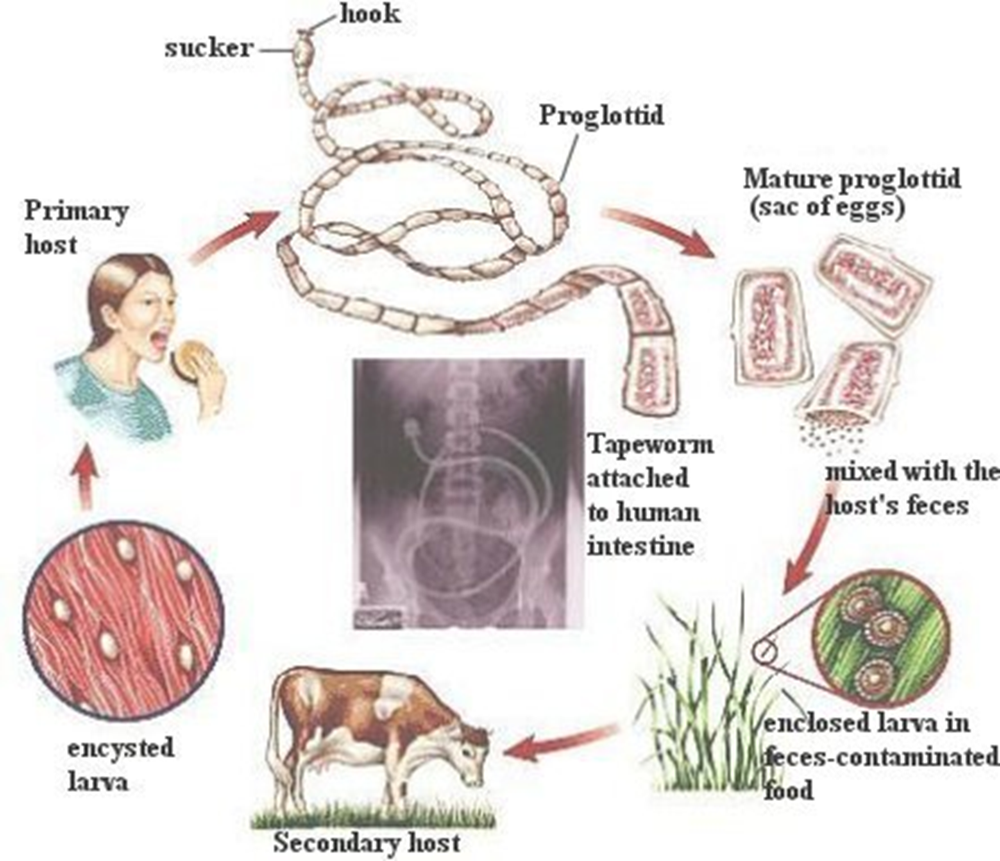 hook
sucker
Proglottid
Mature proglottid
(sac of eggs)
Primary
host
Tapeworm
attached
to human
intestine
mixed with the
host's feces
enclosed larva in
feces-contaminated
food
encysted
larva
Secondary host